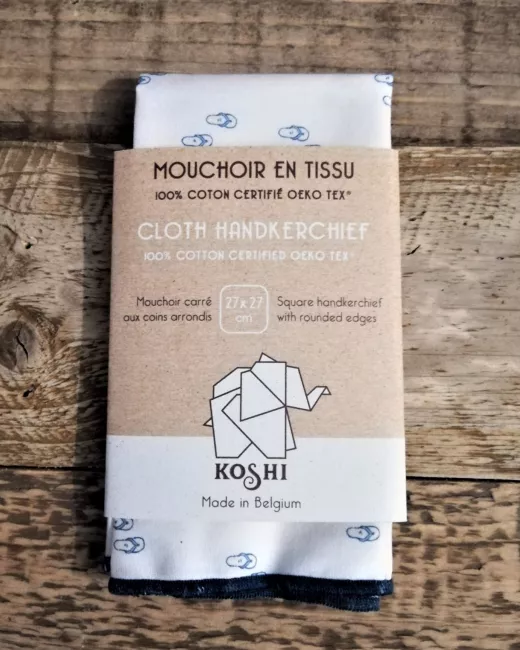 MOUCHOIR EN TISSU
100% COTON CERTIFIÉ OEKO TEX®
CLOTH HANDKERCHIEF
100% COTTON CERTIFIED OEKO TEX®
Mouchoir carré
aux coins arrondis
27 x 27
cm
Square handkerchief
with rounded edges
KOSHI
Made in Belgium